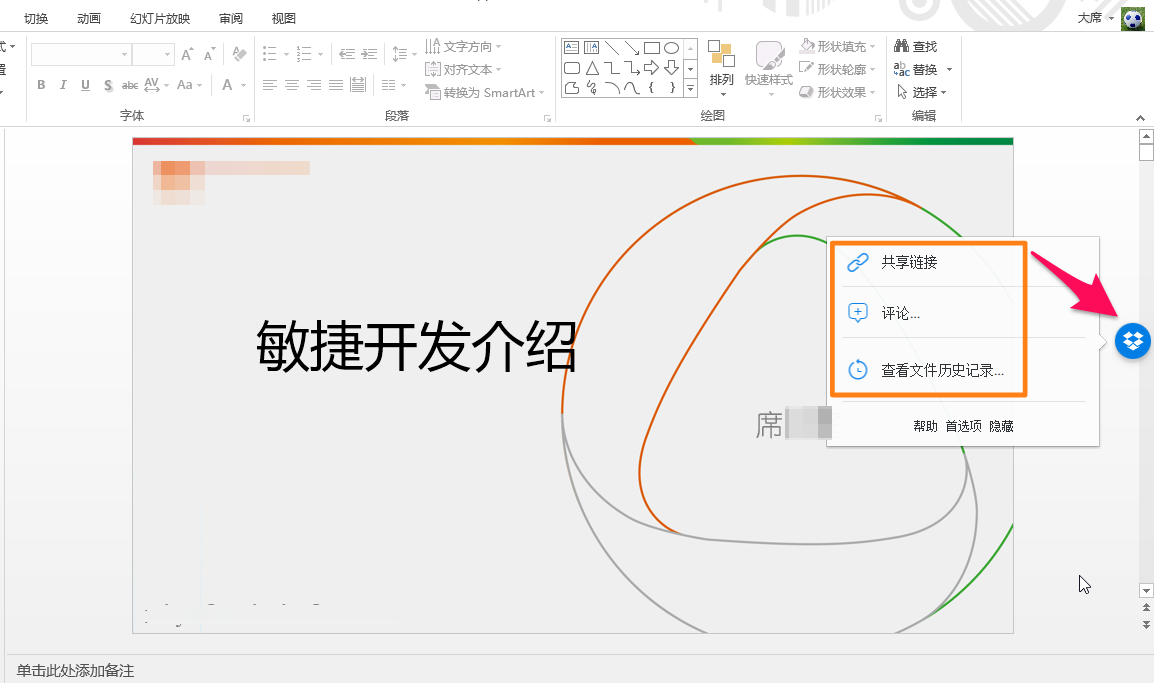 切换 动画 幻灯片放映 审阅 视图 大席
文字方向 形状填充 查找
对齐文本 形状轮廓 替换
B I U S abc AV Aa A 转换为 SmartArt 排列 快速样式 形状效果 选择
字体 段落 绘图 编辑
共享链接
评论...
敏捷开发介绍
查看文件历史记录...
席
帮助 首选项 隐藏
单击此处添加备注